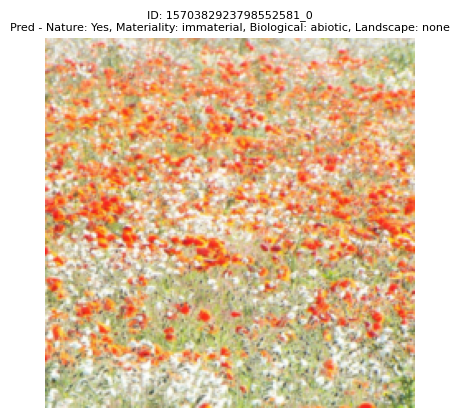 ID: 1570382923798552581_0
Pred - Nature: Yes, Materiality: immaterial, Biological: abiotic, Landscape: none